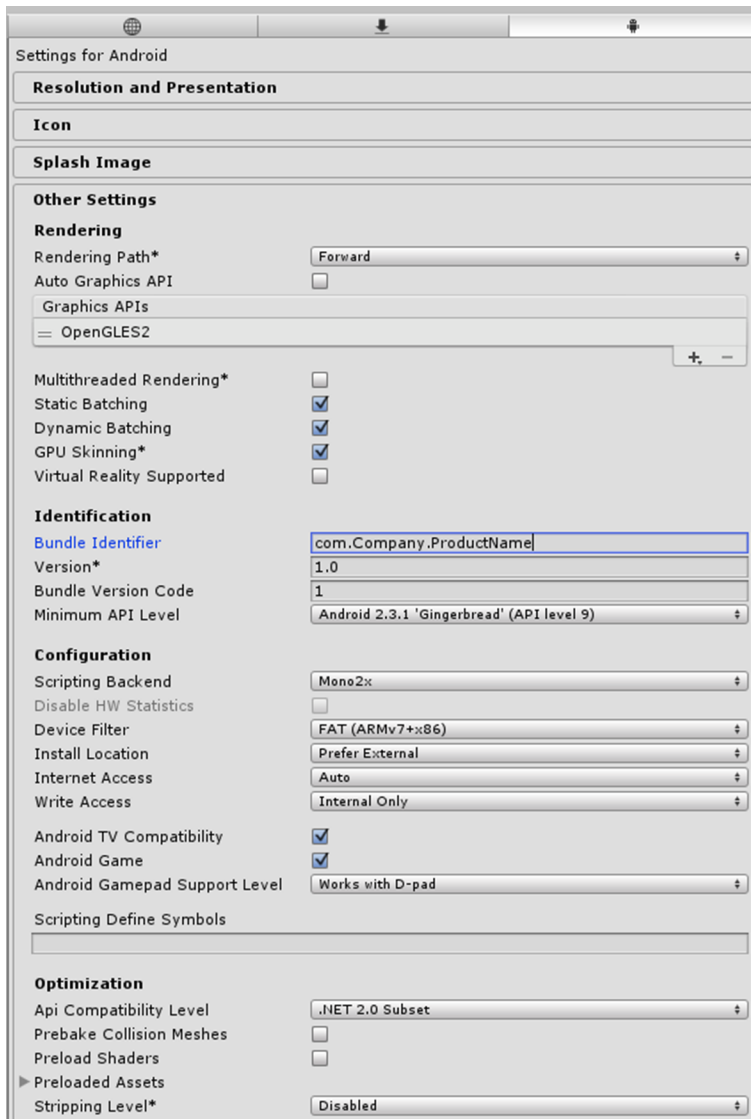 Settings for Android
Resolution and Presentation
Icon
Splash Image
Other Settings
Rendering
Rendering Path* Forward
Auto Graphics API
Graphics APIs
OpenGLES2
Multithreaded Rendering*
Static Batching
Dynamic Batching
GPU Skinning*
Virtual Reality Supported
Identification
Bundle Identifier com.Company.ProductName
Version* 1.0
Bundle Version Code 1
Minimum API Level Android 2.3.1 'Gingerbread' (API level 9)
Configuration
Scripting Backend Mono2x
Disable HW Statistics
Device Filter FAT (ARMv7+x86)
Install Location Prefer External
Internet Access Auto
Write Access Internal Only
Android TV Compatibility
Android Game
Android Gamepad Support Level Works with D-pad
Scripting Define Symbols
Optimization
Api Compatibility Level .NET 2.0 Subset
Prebake Collision Meshes
Preload Shaders
Preloaded Assets
Stripping Level* Disabled